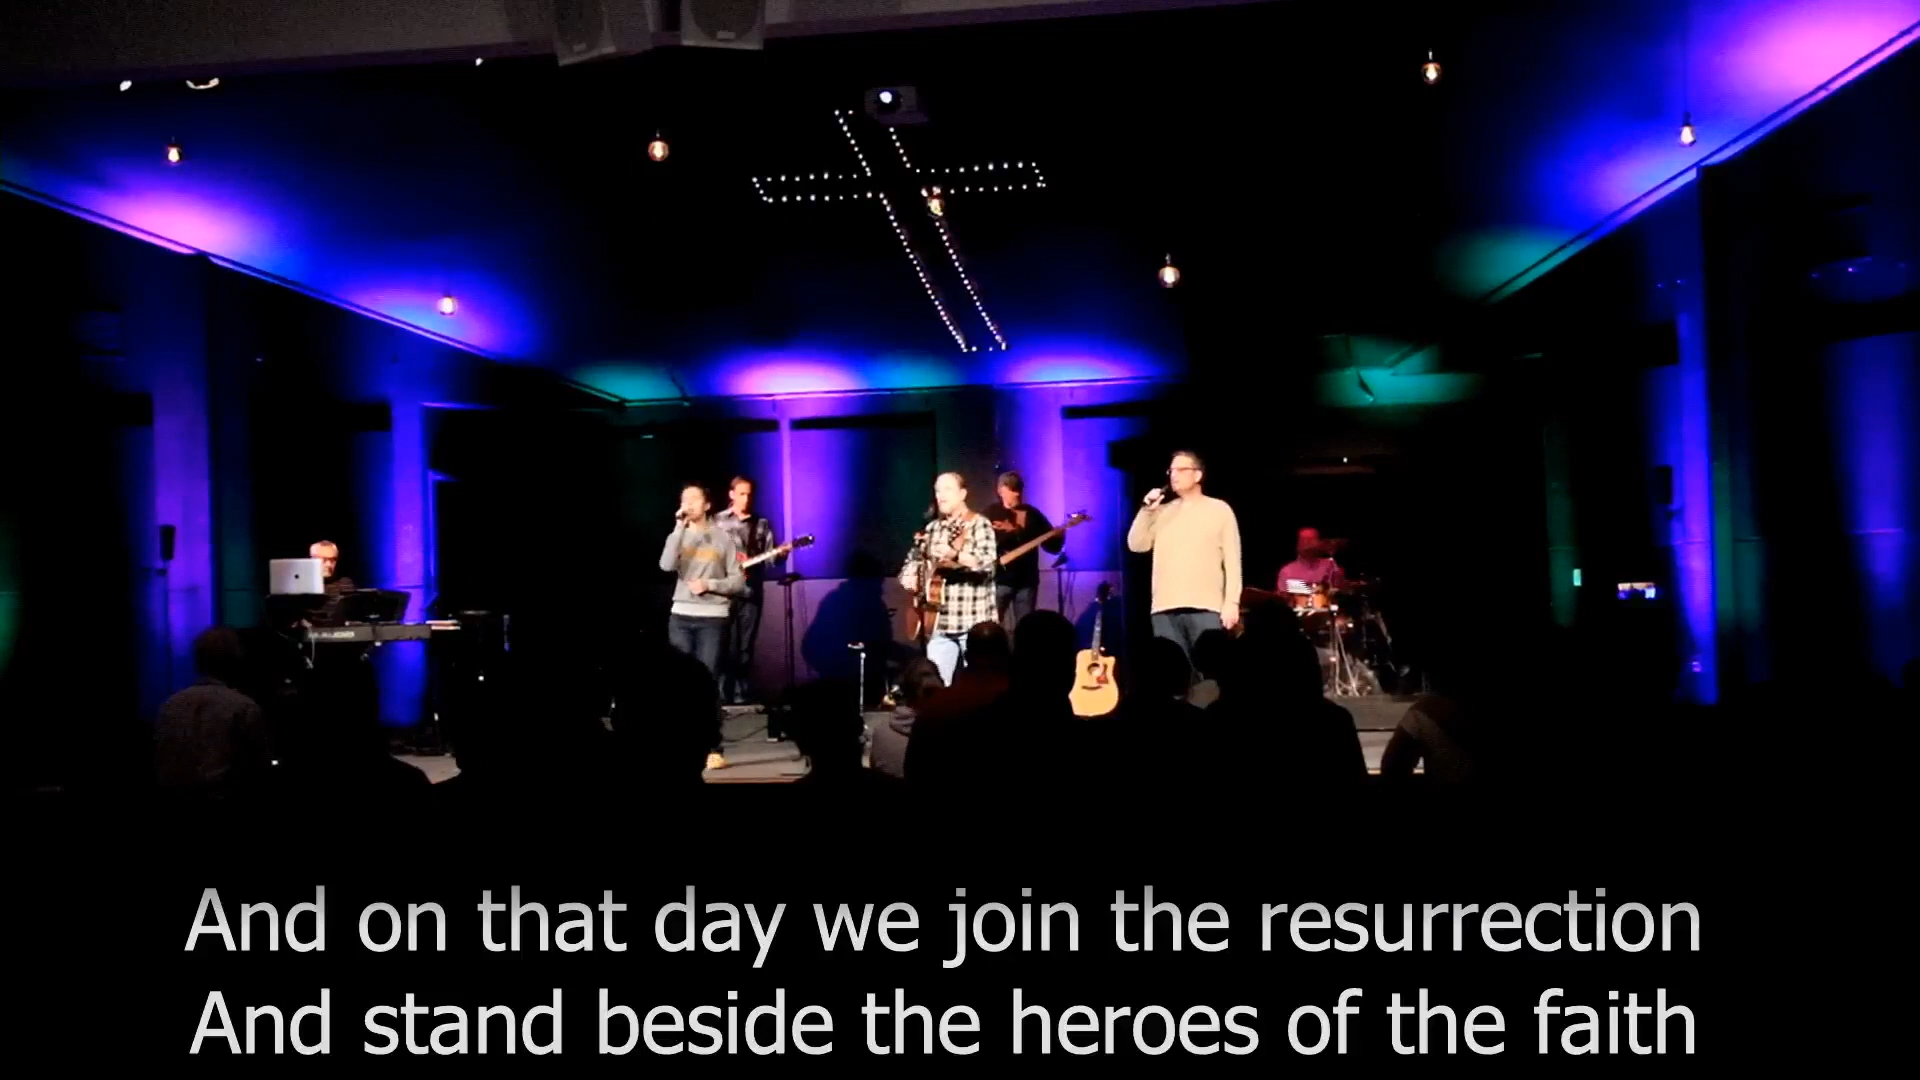 And on that day we join the resurrection
And stand beside the heroes of the faith